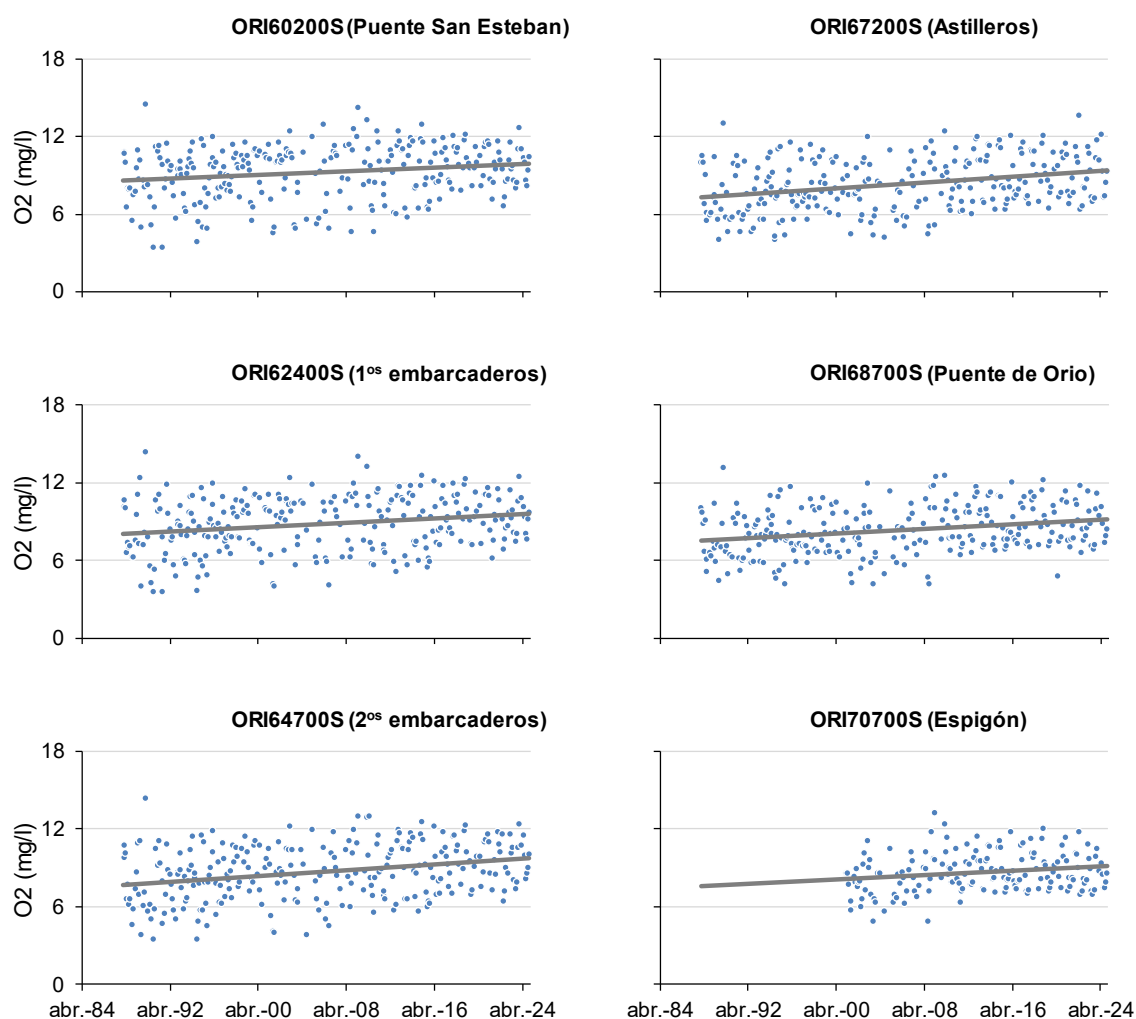 ORI60200S (Puente San Esteban)
O2 (mg/l)
18
12
6
0
ORI67200S (Astilleros)
ORI62400S (1ᵒˢ embarcaderos)
O2 (mg/l)
18
12
6
0
ORI68700S (Puente de Orio)
ORI64700S (2ᵒˢ embarcaderos)
O2 (mg/l)
18
12
6
0
abr.-84 abr.-92 abr.-00 abr.-08 abr.-16 abr.-24
ORI70700S (Espigón)
abr.-84 abr.-92 abr.-00 abr.-08 abr.-16 abr.-24